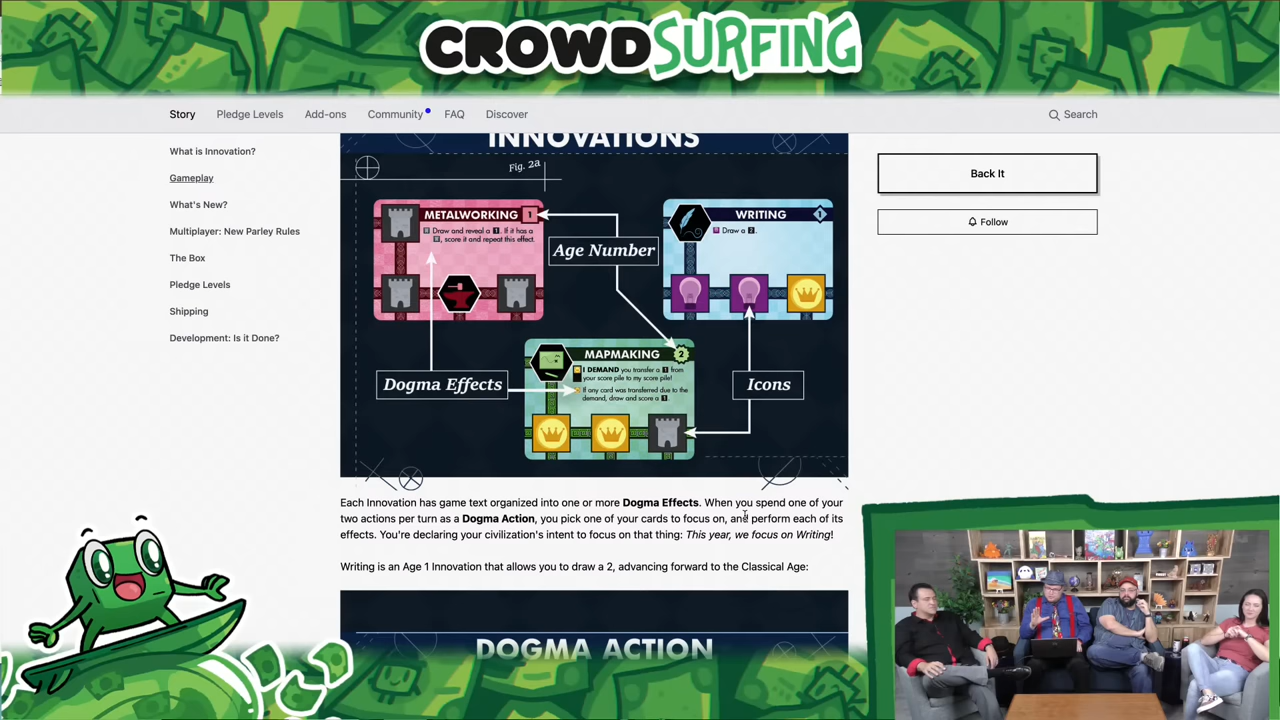 CROWDSURFING
Story Pledge Levels Add-ons Community FAQ Discover Search
What is Innovation?
Gameplay
What's New?
Multiplayer: New Parley Rules
The Box
Pledge Levels
Shipping
Development: Is it Done?
INNOVATIONS
Fig. 2a
METALWORKING 1
Draw and reveal a 1. If it has a
, score it and repeat this effect.
Age Number
WRITING 1
Draw a 2.
MAPMAKING 2
I DEMAND you transfer a 1 from
your score pile to my score pile!
If any card was transferred due to the
demand, draw and score a 1.
Dogma Effects
Icons
Back It
Follow
Each Innovation has game text organized into one or more Dogma Effects. When you spend one of your
two actions per turn as a Dogma Action, you pick one of your cards to focus on, and perform each of its
effects. You're declaring your civilization's intent to focus on that thing: This year, we focus on Writing!
Writing is an Age 1 Innovation that allows you to draw a 2, advancing forward to the Classical Age:
DOGMA ACTION